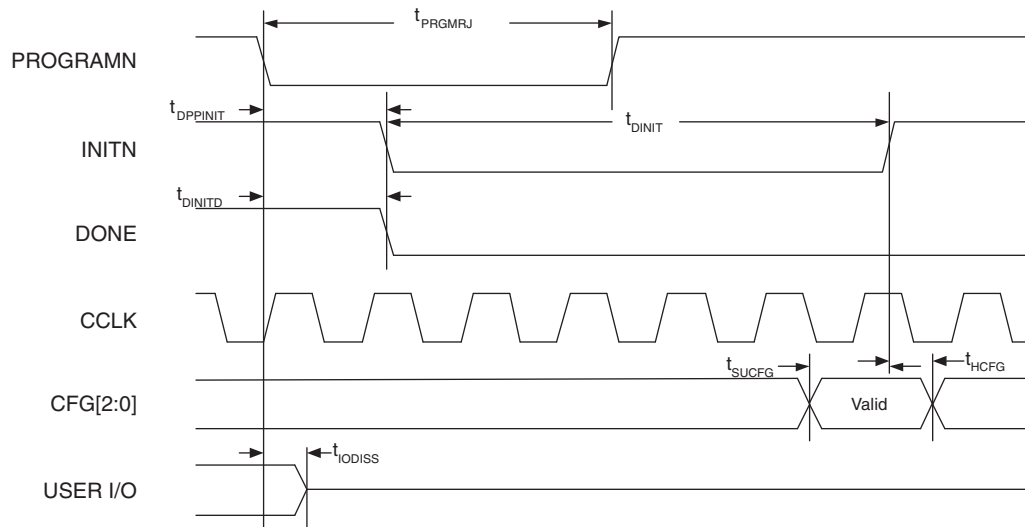 tPRGMRJ
PROGRAMN
tDPPINIT
tDINIT
INITN
tDINITD
DONE
CCLK
tSUCFG
tHCFG
CFG[2:0]
Valid
tIODISS
USER I/O